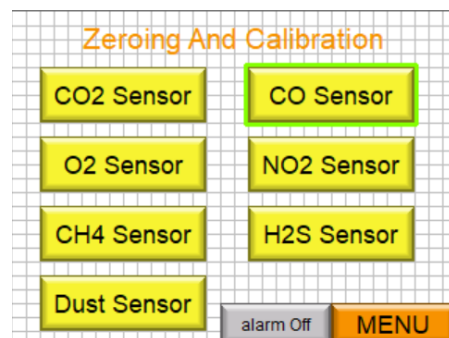 Zeroing And Calibration
CO2 Sensor
CO Sensor
O2 Sensor
NO2 Sensor
CH4 Sensor
H2S Sensor
Dust Sensor
alarm Off
MENU